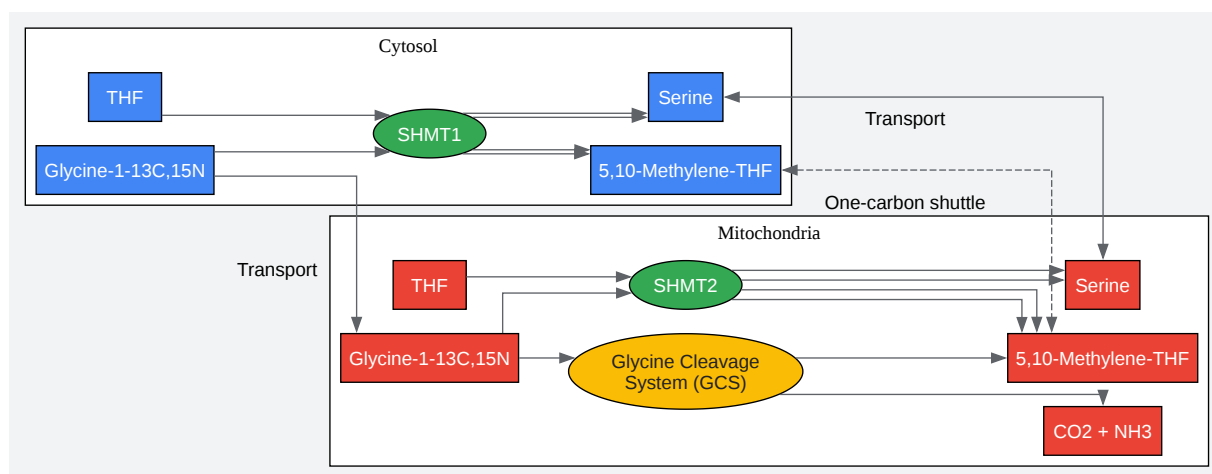 Cytosol
THF
Serine
SHMT1
Transport
Glycine-1-13C,15N
5,10-Methylene-THF
One-carbon shuttle
Mitochondria
Transport
THF
SHMT2
Serine
Glycine-1-13C,15N
Glycine Cleavage
System (GCS)
5,10-Methylene-THF
CO2 + NH3